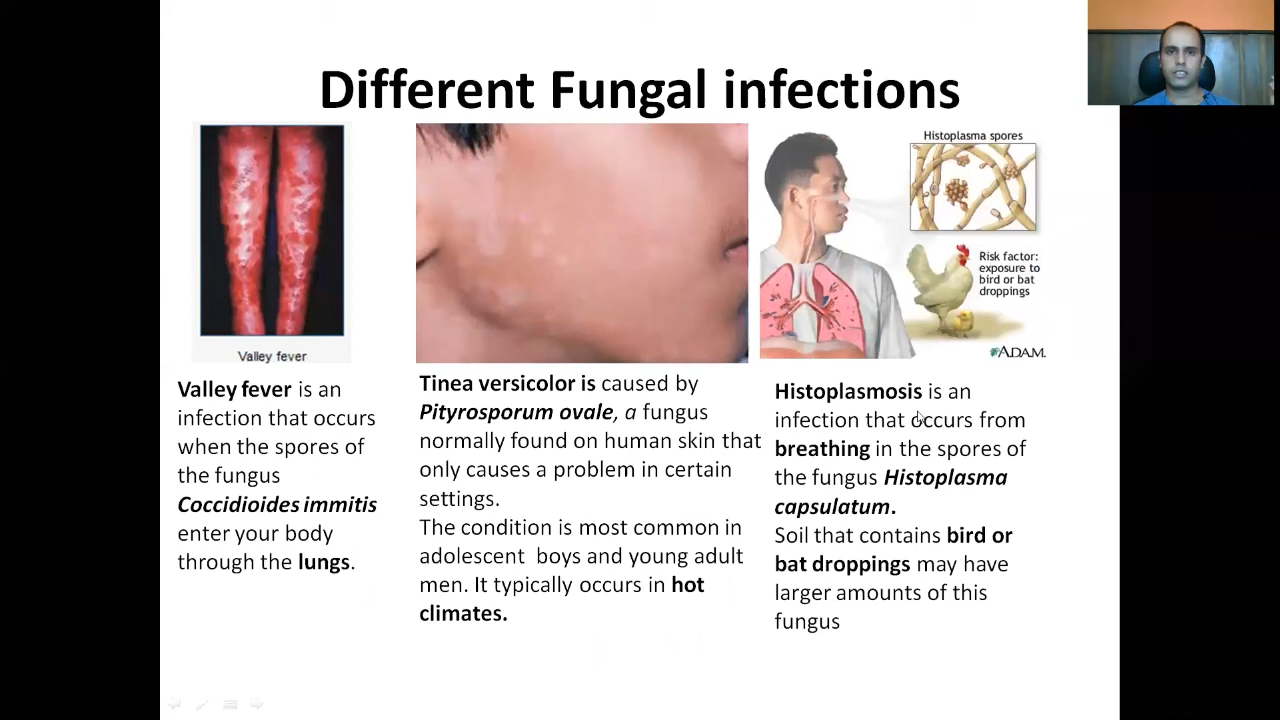 Different Fungal infections
Valley fever
Valley fever is an
infection that occurs
when the spores of
the fungus
Coccidioides immitis
enter your body
through the lungs.
Tinea versicolor is caused by
Pityrosporum ovale, a fungus
normally found on human skin that
only causes a problem in certain
settings.
The condition is most common in
adolescent boys and young adult
men. It typically occurs in hot
climates.
Histoplasma spores
Risk factor:
exposure to
bird or bat
droppings
ADAM.
Histoplasmosis is an
infection that occurs from
breathing in the spores of
the fungus Histoplasma
capsulatum.
Soil that contains bird or
bat droppings may have
larger amounts of this
fungus